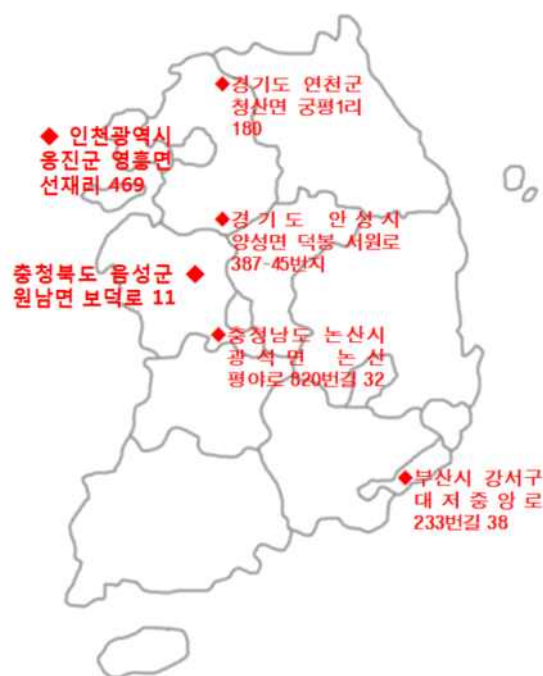 ◆경기도 연천군
청산면 궁평1리
180
◆ 인천광역시
옹진군 영흥면
선재리 469
◆경기도 안성시
양성면 덕봉 서원로
387-45번지
충청북도 음성군 ◆
원남면 보덕로 11
◆충청남도 논산시
광석면 논산
평야로 820번길 32
◆부산시 강서구
대저중앙로
233번길 38